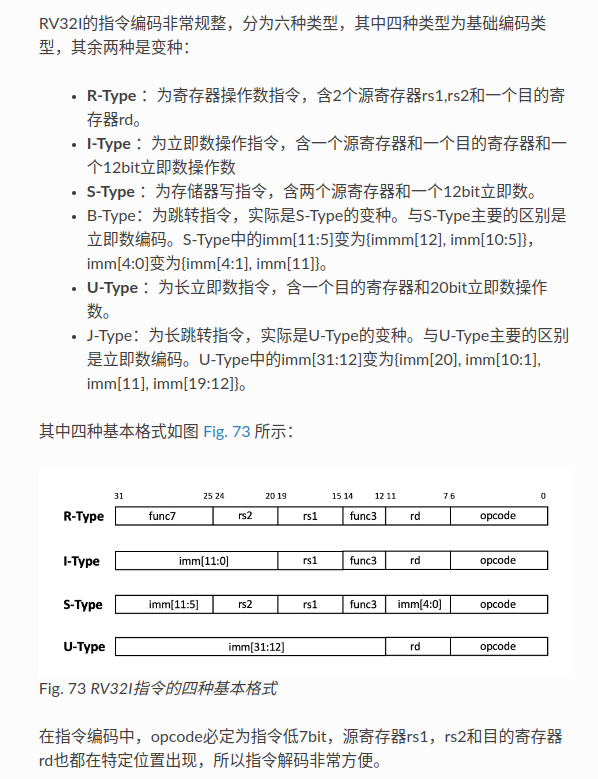 RV32I的指令编码非常规整，分为六种类型，其中四种类型为基础编码类
型，其余两种是变种：
• R-Type ：为寄存器操作数指令，含2个源寄存器rs1,rs2和一个目的寄
存器rd。
• I-Type ：为立即数操作指令，含一个源寄存器和一个目的寄存器和一
个12bit立即数操作数
• S-Type ：为存储器写指令，含两个源寄存器和一个12bit立即数。
• B-Type：为跳转指令，实际是S-Type的变种。与S-Type主要的区别是
立即数编码。S-Type中的imm[11:5]变为{immm[12], imm[10:5]}，
imm[4:0]变为{imm[4:1], imm[11]}。
• U-Type ：为长立即数指令，含一个目的寄存器和20bit立即数操作
数。
• J-Type：为长跳转指令，实际是U-Type的变种。与U-Type主要的区别
是立即数编码。U-Type中的imm[31:12]变为{imm[20], imm[10:1],
imm[11], imm[19:12]}。
其中四种基本格式如图 Fig. 73 所示：
31 25 24 20 19 15 14 12 11 7 6 0
R-Type func7 rs2 rs1 func3 rd opcode
I-Type imm[11:0] rs1 func3 rd opcode
S-Type imm[11:5] rs2 rs1 func3 imm[4:0] opcode
U-Type imm[31:12] rd opcode
Fig. 73 RV32I指令的四种基本格式
在指令编码中，opcode必定为指令低7bit，源寄存器rs1，rs2和目的寄存器
rd也都在特定位置出现，所以指令解码非常方便。